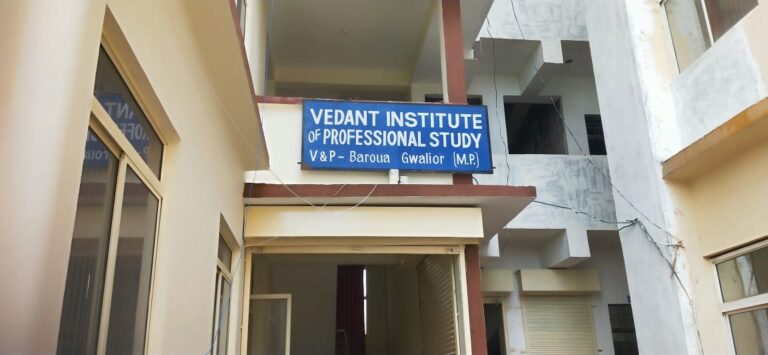 VEDANT INSTITUTE
OF PROFESSIONAL STUDY
V&P - Baroua Gwalior (M.P.)